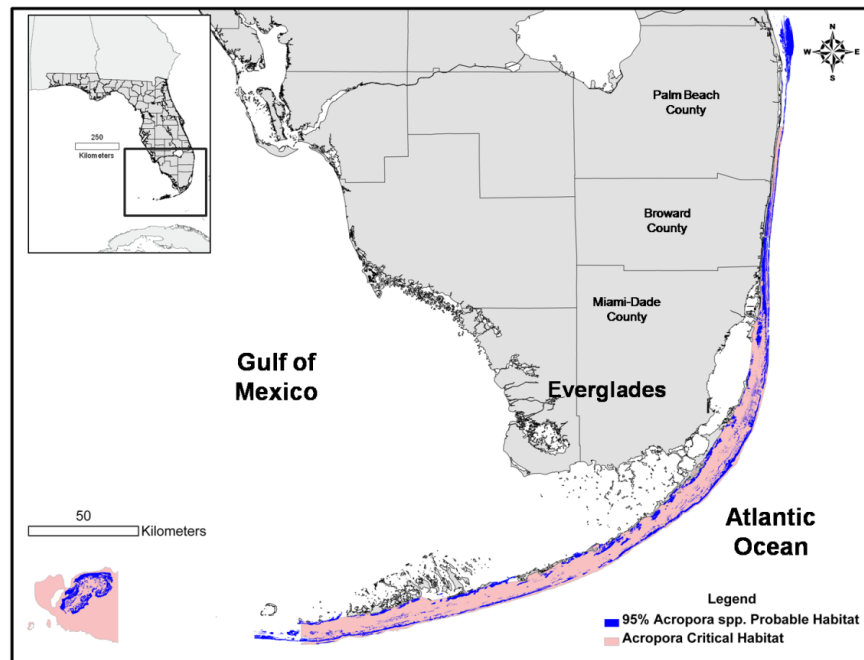 250
Kilometers
N
W E
S
Palm Beach
County
Broward
County
Miami-Dade
County
Gulf of
Mexico
Everglades
50
Kilometers
Atlantic
Ocean
Legend
95% Acropora spp. Probable Habitat
Acropora Critical Habitat